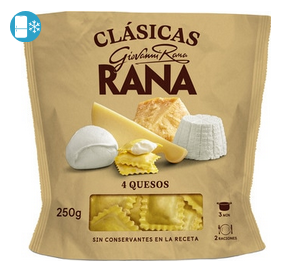 CLÁSICAS
Giovanni Rana
RANA
4 QUESOS
250g
3 MIN
2 RACIONES
SIN CONSERVANTES EN LA RECETA